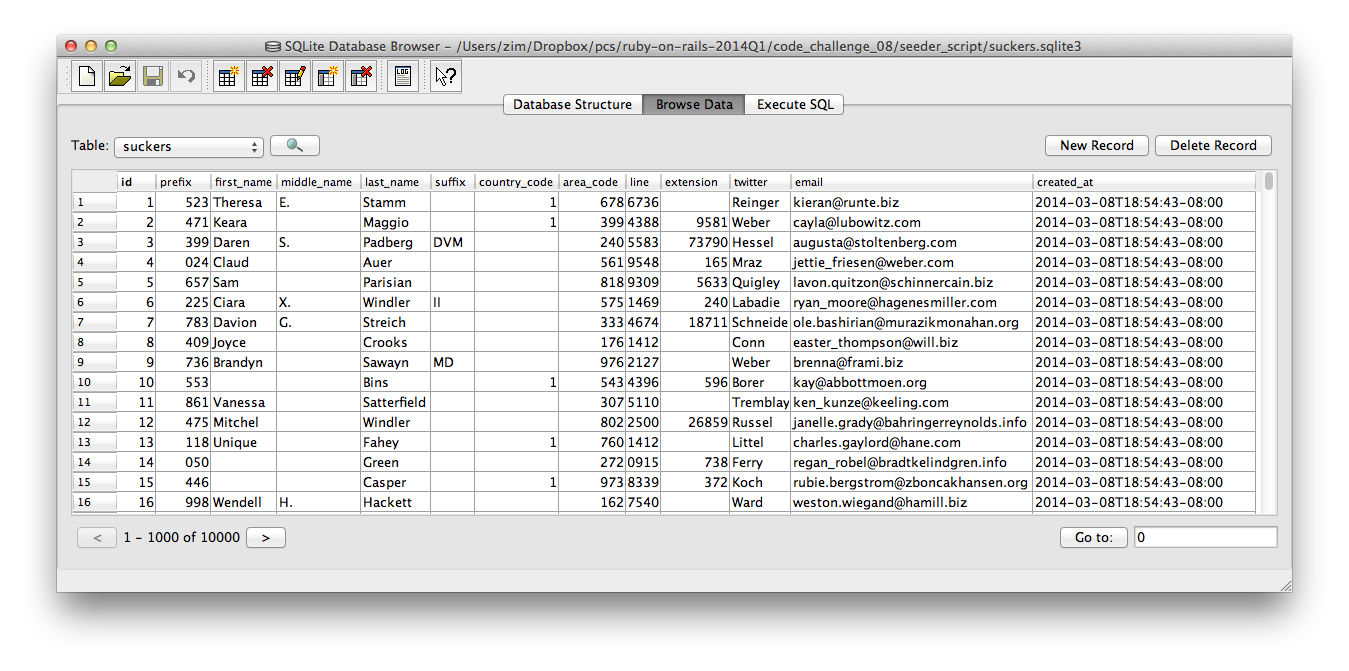 SQLite Database Browser - /Users/zim/Dropbox/pcs/ruby-on-rails-2014Q1/code_challenge_08/seeder_script/suckers.sqlite3
LOG ?
Database Structure Browse Data Execute SQL
Table: suckers New Record Delete Record
id prefix first_name middle_name last_name suffix country_code area_code line extension twitter email created_at
1 1 523 Theresa E. Stamm 1 678 6736 Reinger kieran@runte.biz 2014-03-08T18:54:43-08:00
2 2 471 Keara Maggio 1 399 4388 9581 Weber cayla@lubowitz.com 2014-03-08T18:54:43-08:00
3 3 399 Daren S. Padberg DVM 240 5583 73790 Hessel augusta@stoltenberg.com 2014-03-08T18:54:43-08:00
4 4 024 Claud Auer 561 9548 165 Mraz jettie_friesen@weber.com 2014-03-08T18:54:43-08:00
5 5 657 Sam Parisian 818 9309 5633 Quigley lavon.quitzon@schinnercain.biz 2014-03-08T18:54:43-08:00
6 6 225 Ciara X. Windler II 575 1469 240 Labadie ryan_moore@hagenesmiller.com 2014-03-08T18:54:43-08:00
7 7 783 Davion G. Streich 333 4674 18711 Schneide ole.bashirian@murazikmonahan.org 2014-03-08T18:54:43-08:00
8 8 409 Joyce Crooks 176 1412 Conn easter_thompson@will.biz 2014-03-08T18:54:43-08:00
9 9 736 Brandyn Sawayn MD 976 2127 Weber brenna@frami.biz 2014-03-08T18:54:43-08:00
10 10 553 Bins 1 543 4396 596 Borer kay@abbottmoen.org 2014-03-08T18:54:43-08:00
11 11 861 Vanessa Satterfield 307 5110 Tremblay ken_kunze@keeling.com 2014-03-08T18:54:43-08:00
12 12 475 Mitchel Windler 802 2500 26859 Russel janelle.grady@bahringerreynolds.info 2014-03-08T18:54:43-08:00
13 13 118 Unique Fahey 1 760 1412 Littel charles.gaylord@hane.com 2014-03-08T18:54:43-08:00
14 14 050 Green 272 0915 738 Ferry regan_robel@bradtkelindgren.info 2014-03-08T18:54:43-08:00
15 15 446 Casper 1 973 8339 372 Koch rubie.bergstrom@zboncakhansen.org 2014-03-08T18:54:43-08:00
16 16 998 Wendell H. Hackett 162 7540 Ward weston.wiegand@hamill.biz 2014-03-08T18:54:43-08:00
< 1 - 1000 of 10000 > Go to: 0